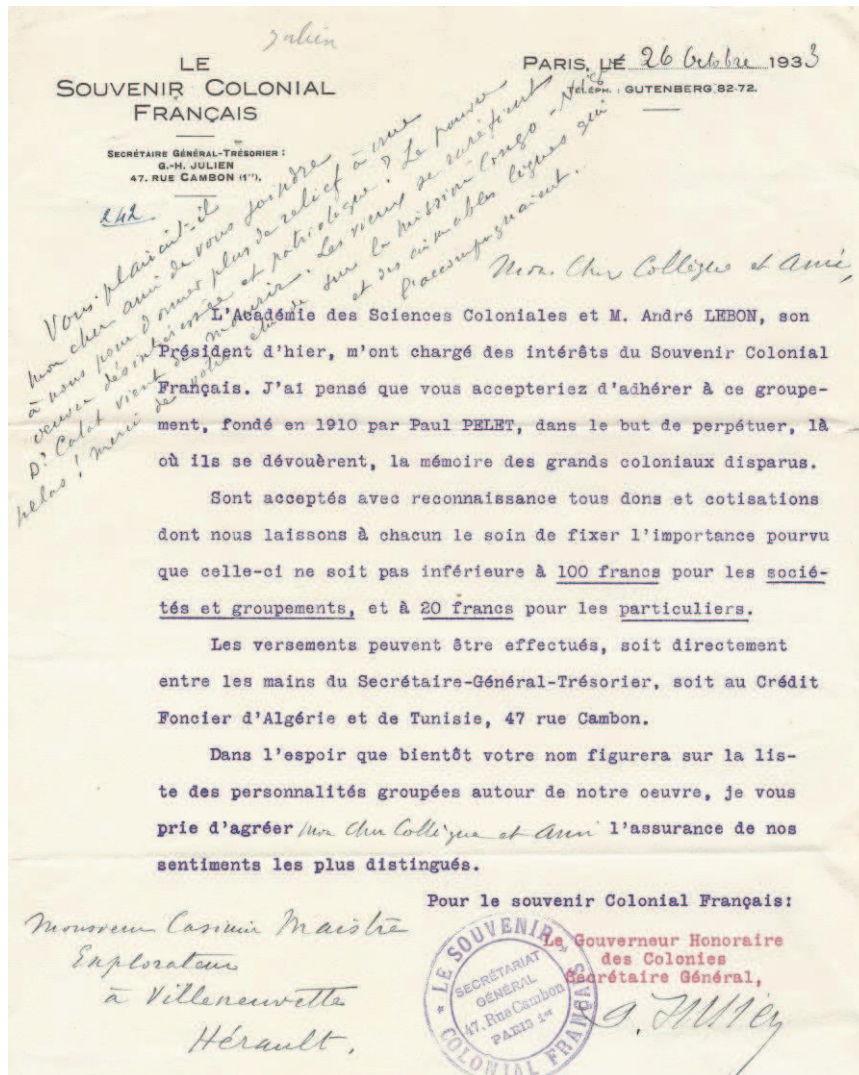 Julien
LE
SOUVENIR COLONIAL
FRANÇAIS
SECRÉTAIRE GÉNÉRAL-TRÉSORIER :
G.-H. JULIEN
47. RUE CAMBON (1er).
242
PARIS, LE 26 Octobre 1933
TÉLÉPH. : GUTENBERG 82-72.
Vous plairait-il
mon cher ami de vous joindre
à nous pour donner plus de relief à une
oeuvre désintéressée et patriotique ? Le pauvre
Dr Catat vient de mourir. Les vieux se raréfient
hélas ! Merci de votre étude sur la mission Congo-Niger
et des aimables lignes qui
l'accompagnaient.
Mon Cher Collègue et Ami,
L'Académie des Sciences Coloniales et M. André LEBON, son
Président d'hier, m'ont chargé des intérêts du Souvenir Colonial
Français. J'ai pensé que vous accepteriez d'adhérer à ce groupe-
ment, fondé en 1910 par Paul PELET, dans le but de perpétuer, là
où ils se dévouèrent, la mémoire des grands coloniaux disparus.
Sont acceptés avec reconnaissance tous dons et cotisations
dont nous laissons à chacun le soin de fixer l'importance pourvu
que celle-ci ne soit pas inférieure à 100 francs pour les socié-
tés et groupements, et à 20 francs pour les particuliers.
Les versements peuvent être effectués, soit directement
entre les mains du Secrétaire-Général-Trésorier, soit au Crédit
Foncier d'Algérie et de Tunisie, 47 rue Cambon.
Dans l'espoir que bientôt votre nom figurera sur la lis-
te des personnalités groupées autour de notre oeuvre, je vous
prie d'agréer mon Cher Collègue et Ami l'assurance de nos
sentiments les plus distingués.
Pour le souvenir Colonial Français:
Le Gouverneur Honoraire
des Colonies
Secrétaire Général,
G. Julien
LE SOUVENIR COLONIAL FRANÇAIS
SECRÉTARIAT
GÉNÉRAL
47, Rue Cambon
PARIS 1er
Monsieur Casimir Maistre
Explorateur
à Villeneuvette
Hérault.